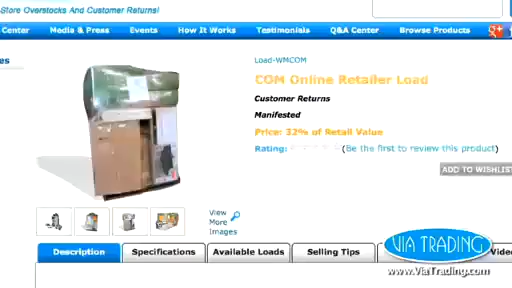 Store Overstocks And Customer Returns!
Center Media & Press Events How It Works Testimonials Q&A Center Browse Products
es
Load-WMCOM
COM Online Retailer Load
Customer Returns
Manifested
Price: 32% of Retail Value
Rating: (Be the first to review this product)
ADD TO WISHLIST
View
More
Images
Description Specifications Available Loads Selling Tips Video
VIA TRADING
www.ViaTrading.com